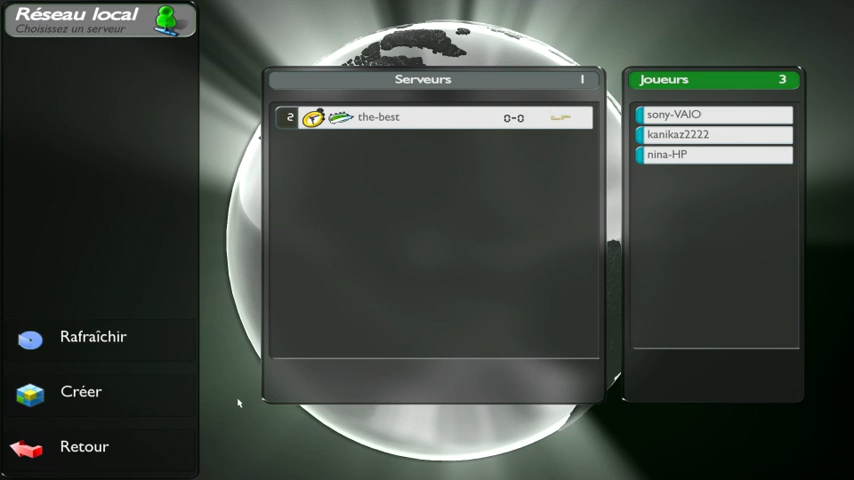 Réseau local
Choisissez un serveur
Serveurs 1
2 the-best 0-0
Joueurs 3
sony-VAIO
kanikaz2222
nina-HP
Rafraîchir
Créer
Retour